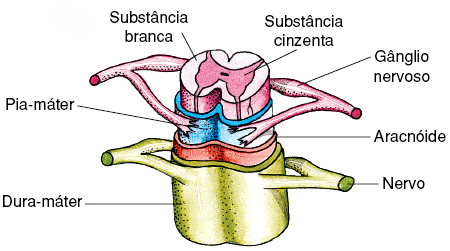 Substância
branca
Substância
cinzenta
Gânglio
nervoso
Pia-máter
Aracnóide
Nervo
Dura-máter